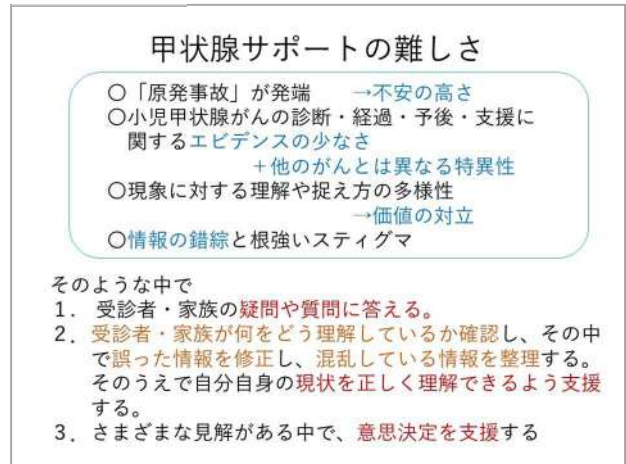 甲状腺サポートの難しさ
〇「原発事故」が発端　→不安の高さ
〇小児甲状腺がんの診断・経過・予後・支援に
関するエビデンスの少なさ
＋他のがんとは異なる特異性
〇現象に対する理解や捉え方の多様性
→価値の対立
〇情報の錯綜と根強いスティグマ
そのような中で
1． 受診者・家族の疑問や質問に答える。
2．受診者・家族が何をどう理解しているか確認し、その中
で誤った情報を修正し、混乱している情報を整理する。
そのうえで自分自身の現状を正しく理解できるよう支援
する。
3．さまざまな見解がある中で、意思決定を支援する